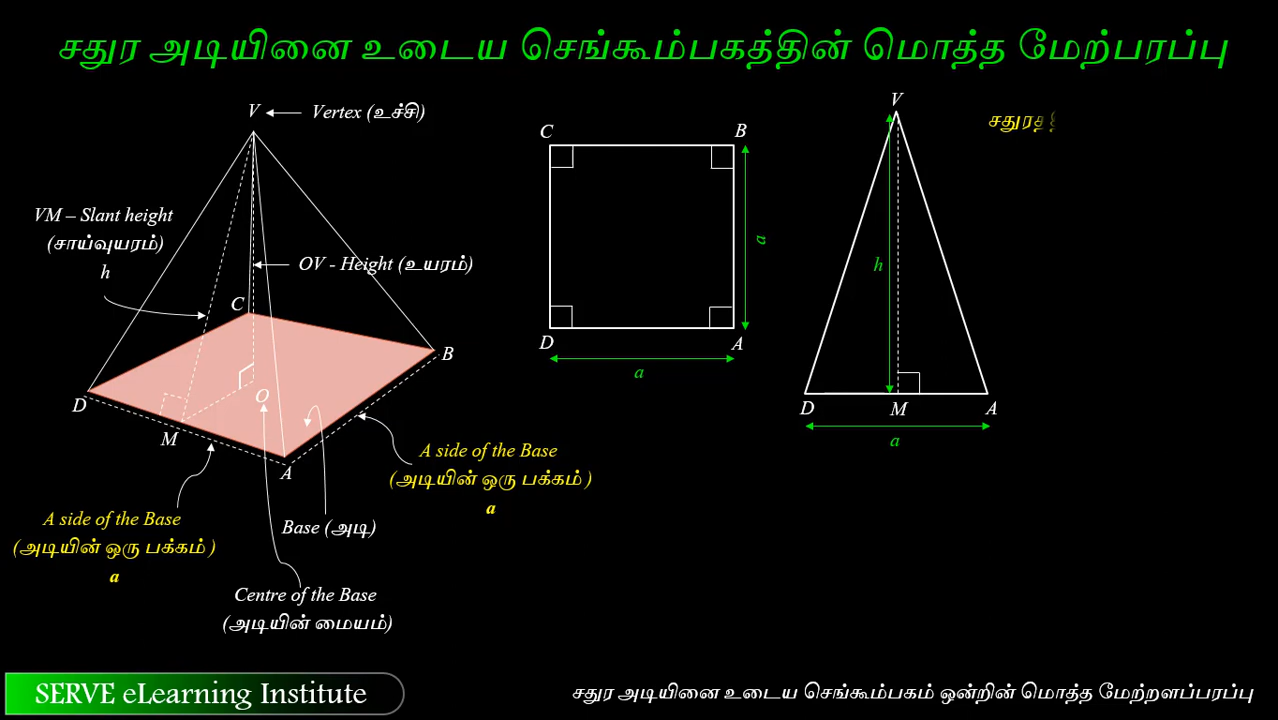 சதுர அடியினை உடைய செங்கூம்பகத்தின் மொத்த மேற்பரப்பு
V
Vertex (உச்சி)
VM – Slant height
(சாய்வுயரம்)
h
OV - Height (உயரம்)
C
B
D
O
M
A
A side of the Base
(அடியின் ஒரு பக்கம் )
a
A side of the Base
(அடியின் ஒரு பக்கம் )
a
Base (அடி)
Centre of the Base
(அடியின் மையம்)
C
B
D
A
a
a
V
h
D
M
A
a
SERVE eLearning Institute
சதுர அடியினை உடைய செங்கூம்பகம் ஒன்றின் மொத்த மேற்றளப்பரப்பு